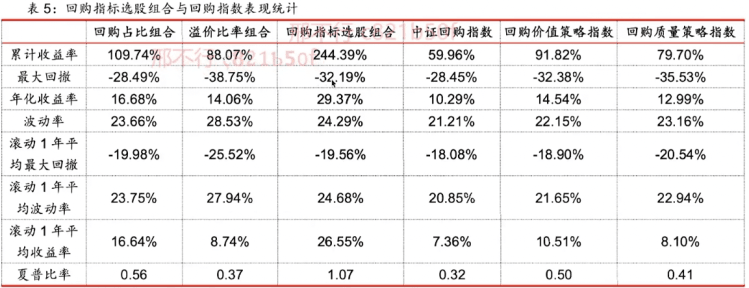 表 5：回购指标选股组合与回购指数表现统计
回购占比组合 溢价比率组合 回购指标选股组合 中证回购指数 回购价值策略指数 回购质量策略指数
累计收益率 109.74% 88.07% 244.39% 59.96% 91.82% 79.70%
最大回撤 -28.49% -38.75% -32.19% -28.45% -32.38% -35.53%
年化收益率 16.68% 14.06% 29.37% 10.29% 14.54% 12.99%
波动率 23.66% 28.53% 24.29% 21.21% 22.15% 23.16%
滚动 1 年平
均最大回撤 -19.98% -25.52% -19.56% -18.08% -18.90% -20.54%
滚动 1 年平
均波动率 23.75% 27.94% 24.68% 20.85% 21.65% 22.94%
滚动 1 年平
均收益率 16.64% 8.74% 26.55% 7.36% 10.51% 8.10%
夏普比率 0.56 0.37 1.07 0.32 0.50 0.41